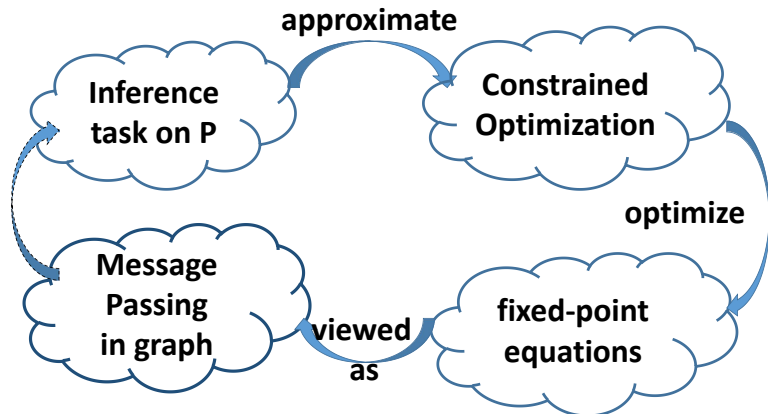 approximate
Inference
task on P
Constrained
Optimization
optimize
Message
Passing
in graph
viewed
as
fixed-point
equations